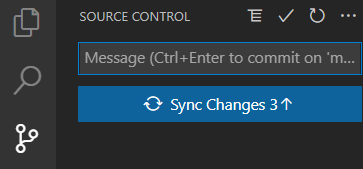 SOURCE CONTROL
Message (Ctrl+Enter to commit on 'm...
Sync Changes 3↑